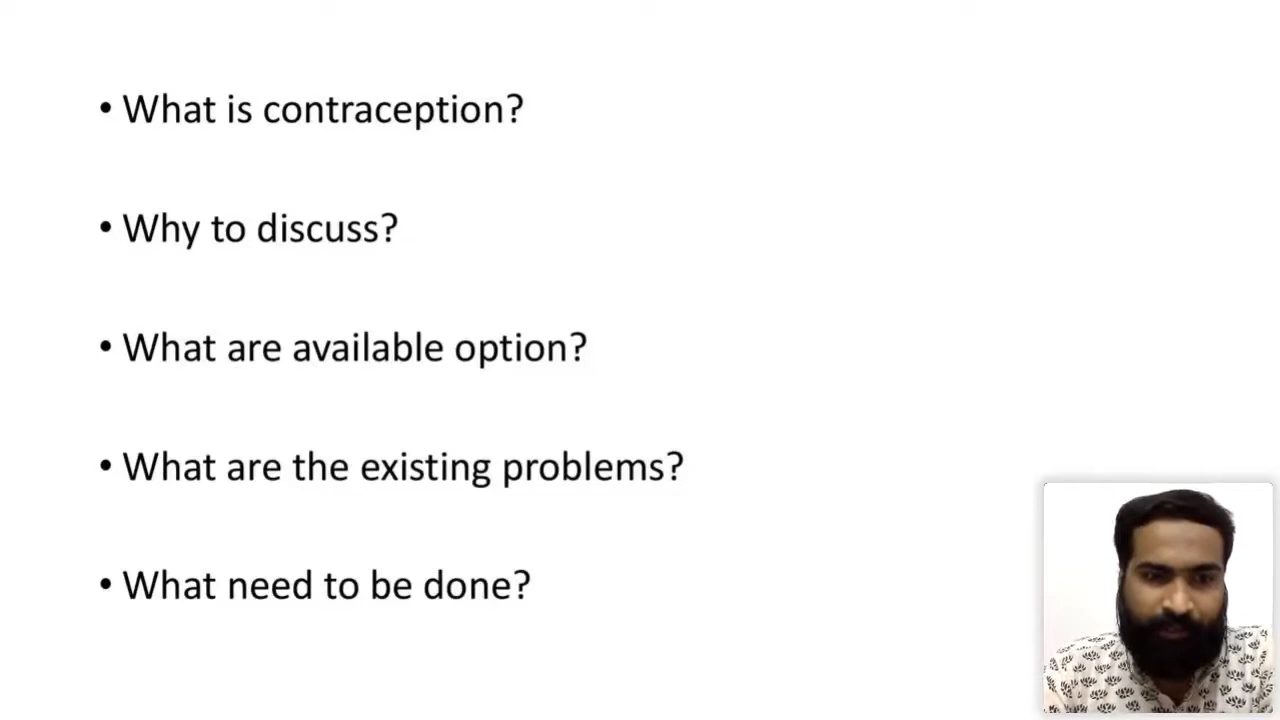 • What is contraception?
• Why to discuss?
• What are available option?
• What are the existing problems?
• What need to be done?